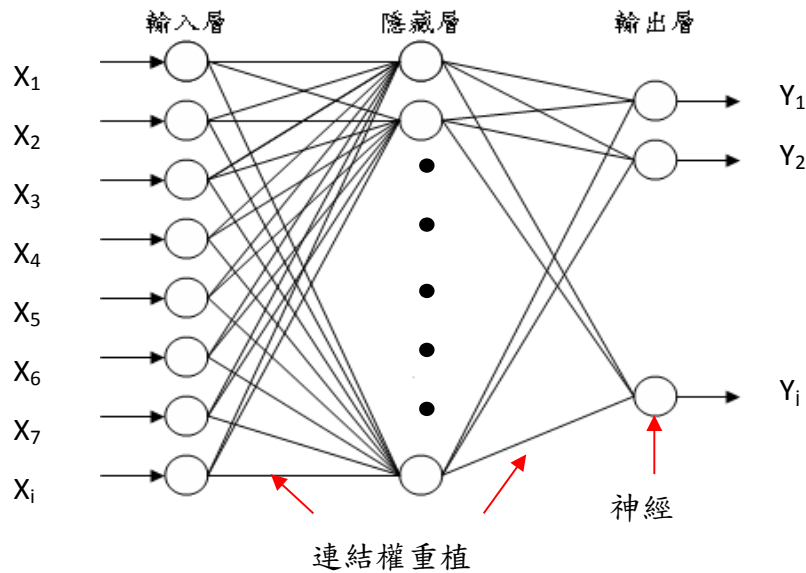 輸入層 隱藏層 輸出層
X₁ Y₁
X₂ Y₂
X₃
X₄
X₅
X₆
X₇ Yᵢ
Xᵢ
神經
連結權重植